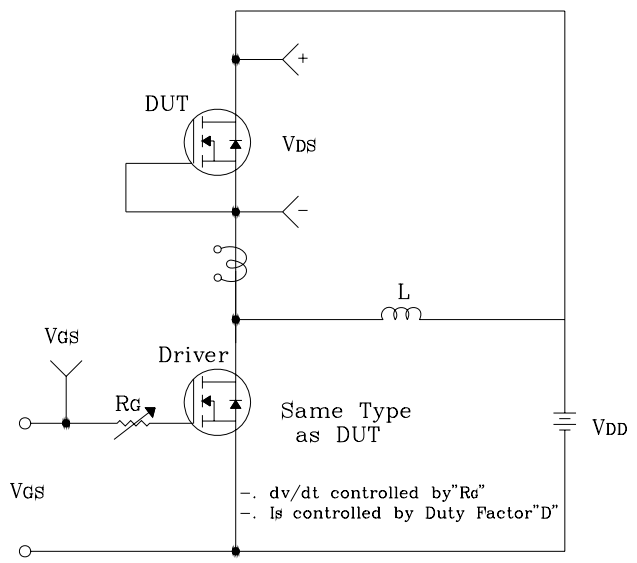 +
DUT
VDS
−
L
VGS
Driver
RG
Same Type
as DUT
VDD
VGS
−. dv/dt controlled by"RG"
−. Is controlled by Duty Factor"D"